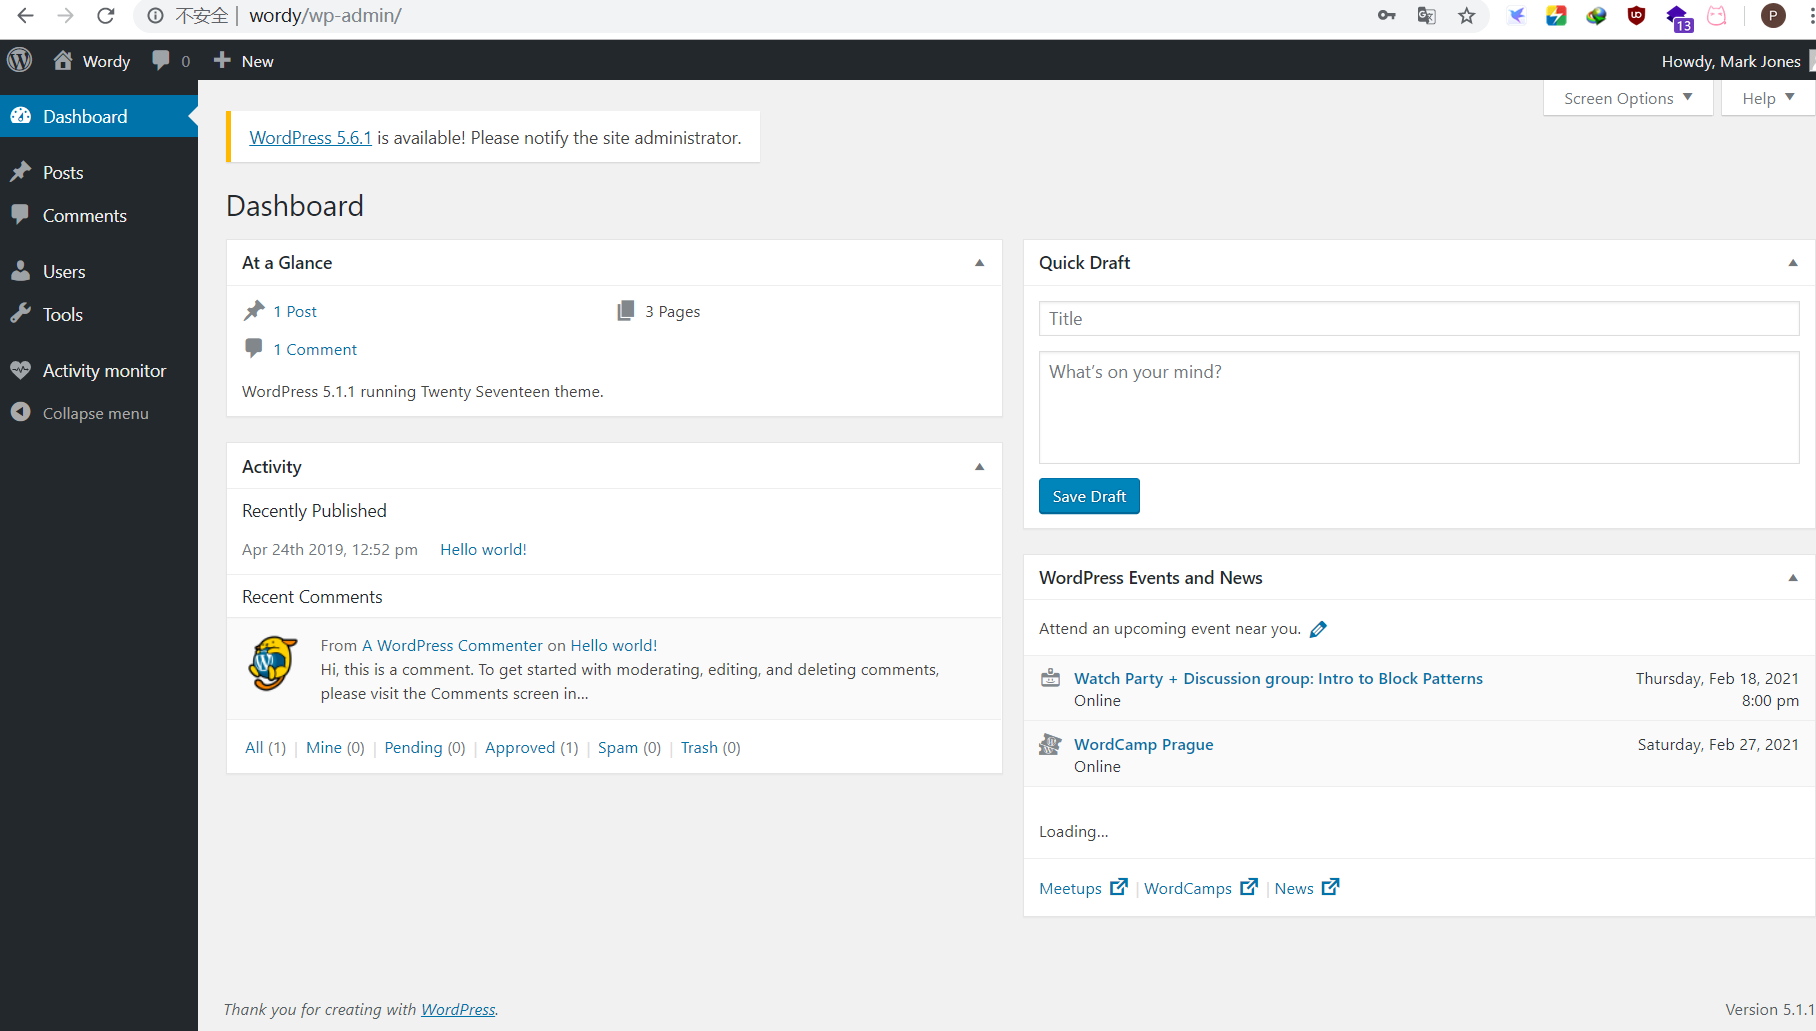 不安全 | wordy/wp-admin/
13
P
Wordy 0 New
Howdy, Mark Jones
Dashboard
Posts
Comments
Users
Tools
Activity monitor
Collapse menu
Screen Options Help
WordPress 5.6.1 is available! Please notify the site administrator.
Dashboard
At a Glance
1 Post
3 Pages
1 Comment
WordPress 5.1.1 running Twenty Seventeen theme.
Activity
Recently Published
Apr 24th 2019, 12:52 pm Hello world!
Recent Comments
From A WordPress Commenter on Hello world!
Hi, this is a comment. To get started with moderating, editing, and deleting comments,
please visit the Comments screen in…
All (1) | Mine (0) | Pending (0) | Approved (1) | Spam (0) | Trash (0)
Quick Draft
Title
What’s on your mind?
Save Draft
WordPress Events and News
Attend an upcoming event near you.
Watch Party + Discussion group: Intro to Block Patterns Thursday, Feb 18, 2021
Online 8:00 pm
WordCamp Prague Saturday, Feb 27, 2021
Online
Loading…
Meetups | WordCamps | News
Thank you for creating with WordPress.
Version 5.1.1